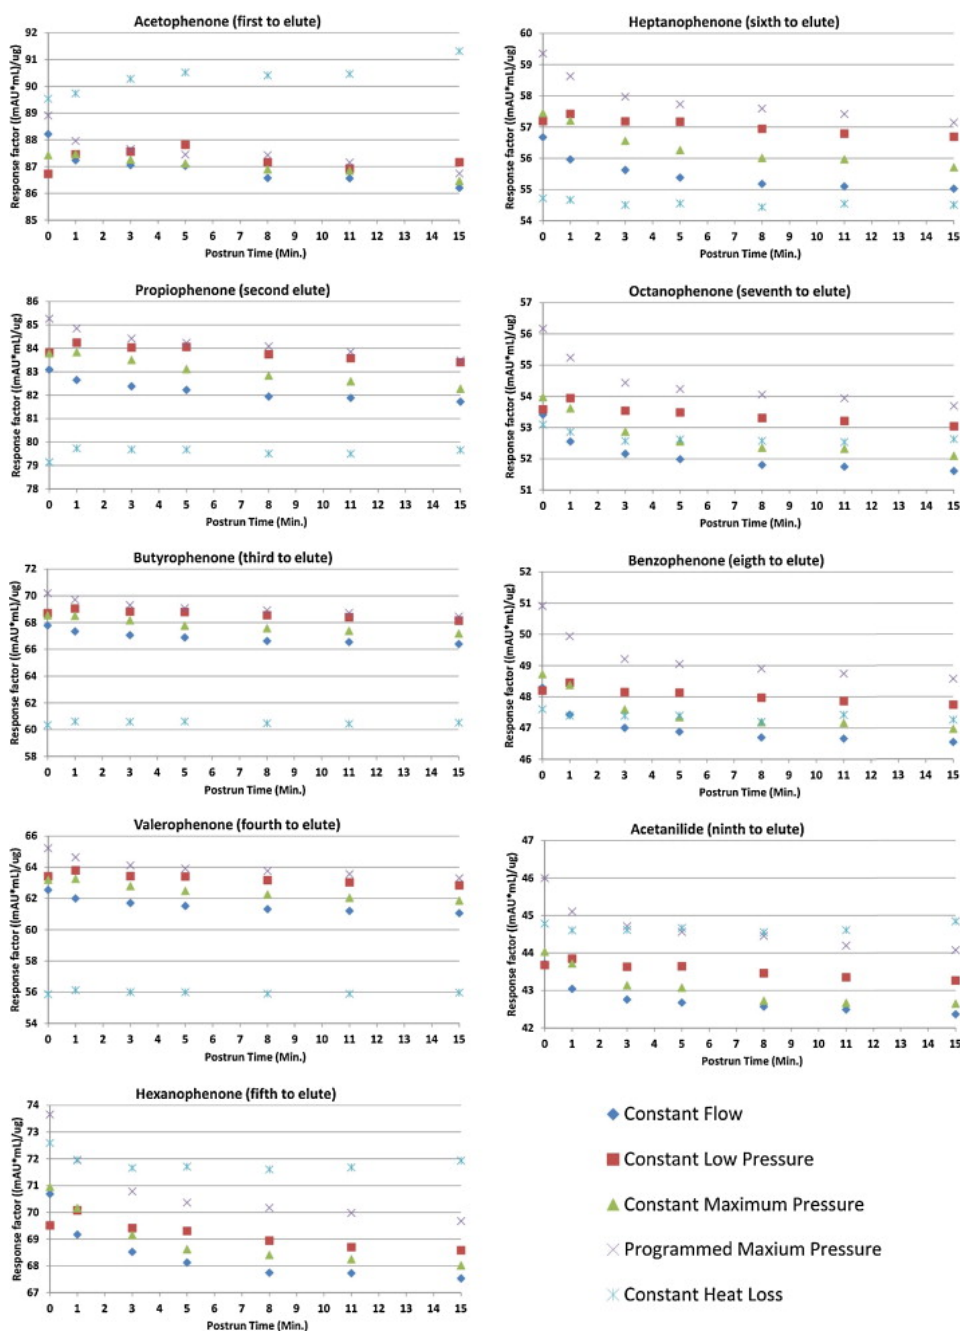 Acetophenone (first to elute)
Response factor ((mAU*mL)/ug)
92
91
90
89
88
87
86
85
0 1 2 3 4 5 6 7 8 9 10 11 12 13 14 15
Postrun Time (Min.)
Propiophenone (second elute)
Response factor ((mAU*mL)/ug)
86
85
84
83
82
81
80
79
78
0 1 2 3 4 5 6 7 8 9 10 11 12 13 14 15
Postrun Time (Min.)
Butyrophenone (third to elute)
Response factor ((mAU*mL)/ug)
72
70
68
66
64
62
60
58
0 1 2 3 4 5 6 7 8 9 10 11 12 13 14 15
Postrun Time (Min.)
Valerophenone (fourth to elute)
Response factor ((mAU*mL)/ug)
66
64
62
60
58
56
54
0 1 2 3 4 5 6 7 8 9 10 11 12 13 14 15
Postrun Time (Min.)
Hexanophenone (fifth to elute)
Response factor ((mAU*mL)/ug)
74
73
72
71
70
69
68
67
0 1 2 3 4 5 6 7 8 9 10 11 12 13 14 15
Postrun Time (Min.)
Heptanophenone (sixth to elute)
Response factor ((mAU*mL)/ug)
60
59
58
57
56
55
54
0 1 2 3 4 5 6 7 8 9 10 11 12 13 14 15
Postrun Time (Min.)
Octanophenone (seventh to elute)
Response factor ((mAU*mL)/ug)
57
56
55
54
53
52
51
0 1 2 3 4 5 6 7 8 9 10 11 12 13 14 15
Postrun Time (Min.)
Benzophenone (eigth to elute)
Response factor ((mAU*mL)/ug)
52
51
50
49
48
47
46
0 1 2 3 4 5 6 7 8 9 10 11 12 13 14 15
Postrun Time (Min.)
Acetanilide (ninth to elute)
Response factor ((mAU*mL)/ug)
47
46
45
44
43
42
0 1 2 3 4 5 6 7 8 9 10 11 12 13 14 15
Postrun Time (Min.)
Constant Flow
Constant Low Pressure
Constant Maximum Pressure
Programmed Maxium Pressure
Constant Heat Loss